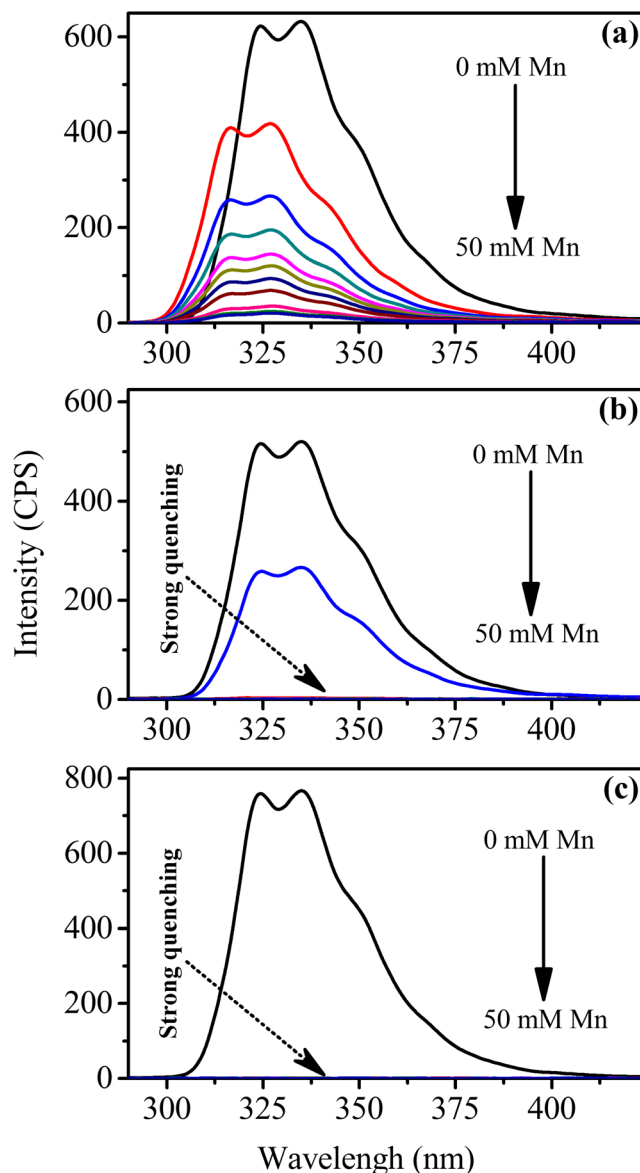 (a)
600
400
200
0
0 mM Mn
50 mM Mn
300 325 350 375 400
(b)
600
400
200
0
0 mM Mn
50 mM Mn
Strong quenching
300 325 350 375 400
(c)
800
600
400
200
0
0 mM Mn
50 mM Mn
Strong quenching
300 325 350 375 400
Intensity (CPS)
Wavelengh (nm)